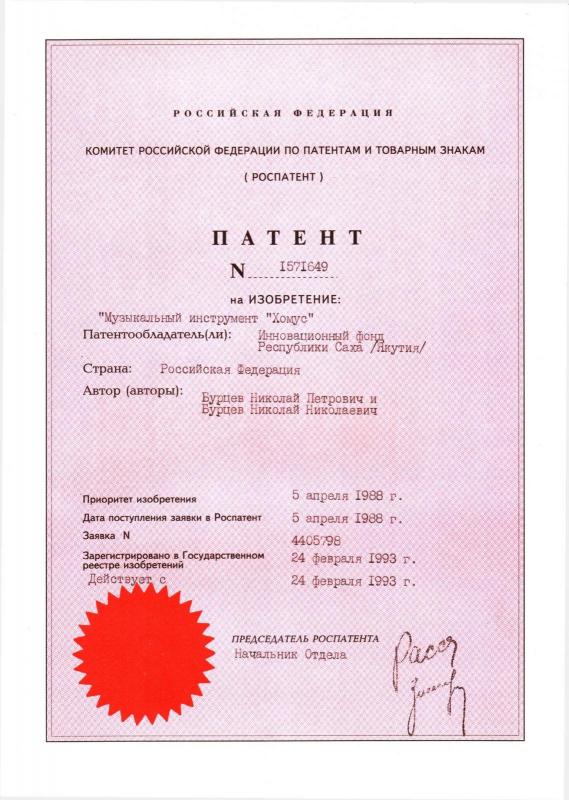 РОССИЙСКАЯ ФЕДЕРАЦИЯ
КОМИТЕТ РОССИЙСКОЙ ФЕДЕРАЦИИ ПО ПАТЕНТАМ И ТОВАРНЫМ ЗНАКАМ
( РОСПАТЕНТ )
ПАТЕНТ
N 1571649
на ИЗОБРЕТЕНИЕ:
"Музыкальный инструмент "Хомус"
Патентообладатель(ли): Инновационный фонд
Республики Саха /Якутия/
Страна: Российская Федерация
Автор (авторы): Бурцев Николай Петрович и
Бурцев Николай Николаевич
Приоритет изобретения 5 апреля 1988 г.
Дата поступления заявки в Роспатент 5 апреля 1988 г.
Заявка N 4405798
Зарегистрировано в Государственном
реестре изобретений 24 февраля 1993 г.
Действует с 24 февраля 1993 г.
ПРЕДСЕДАТЕЛЬ РОСПАТЕНТА
Начальник Отдела